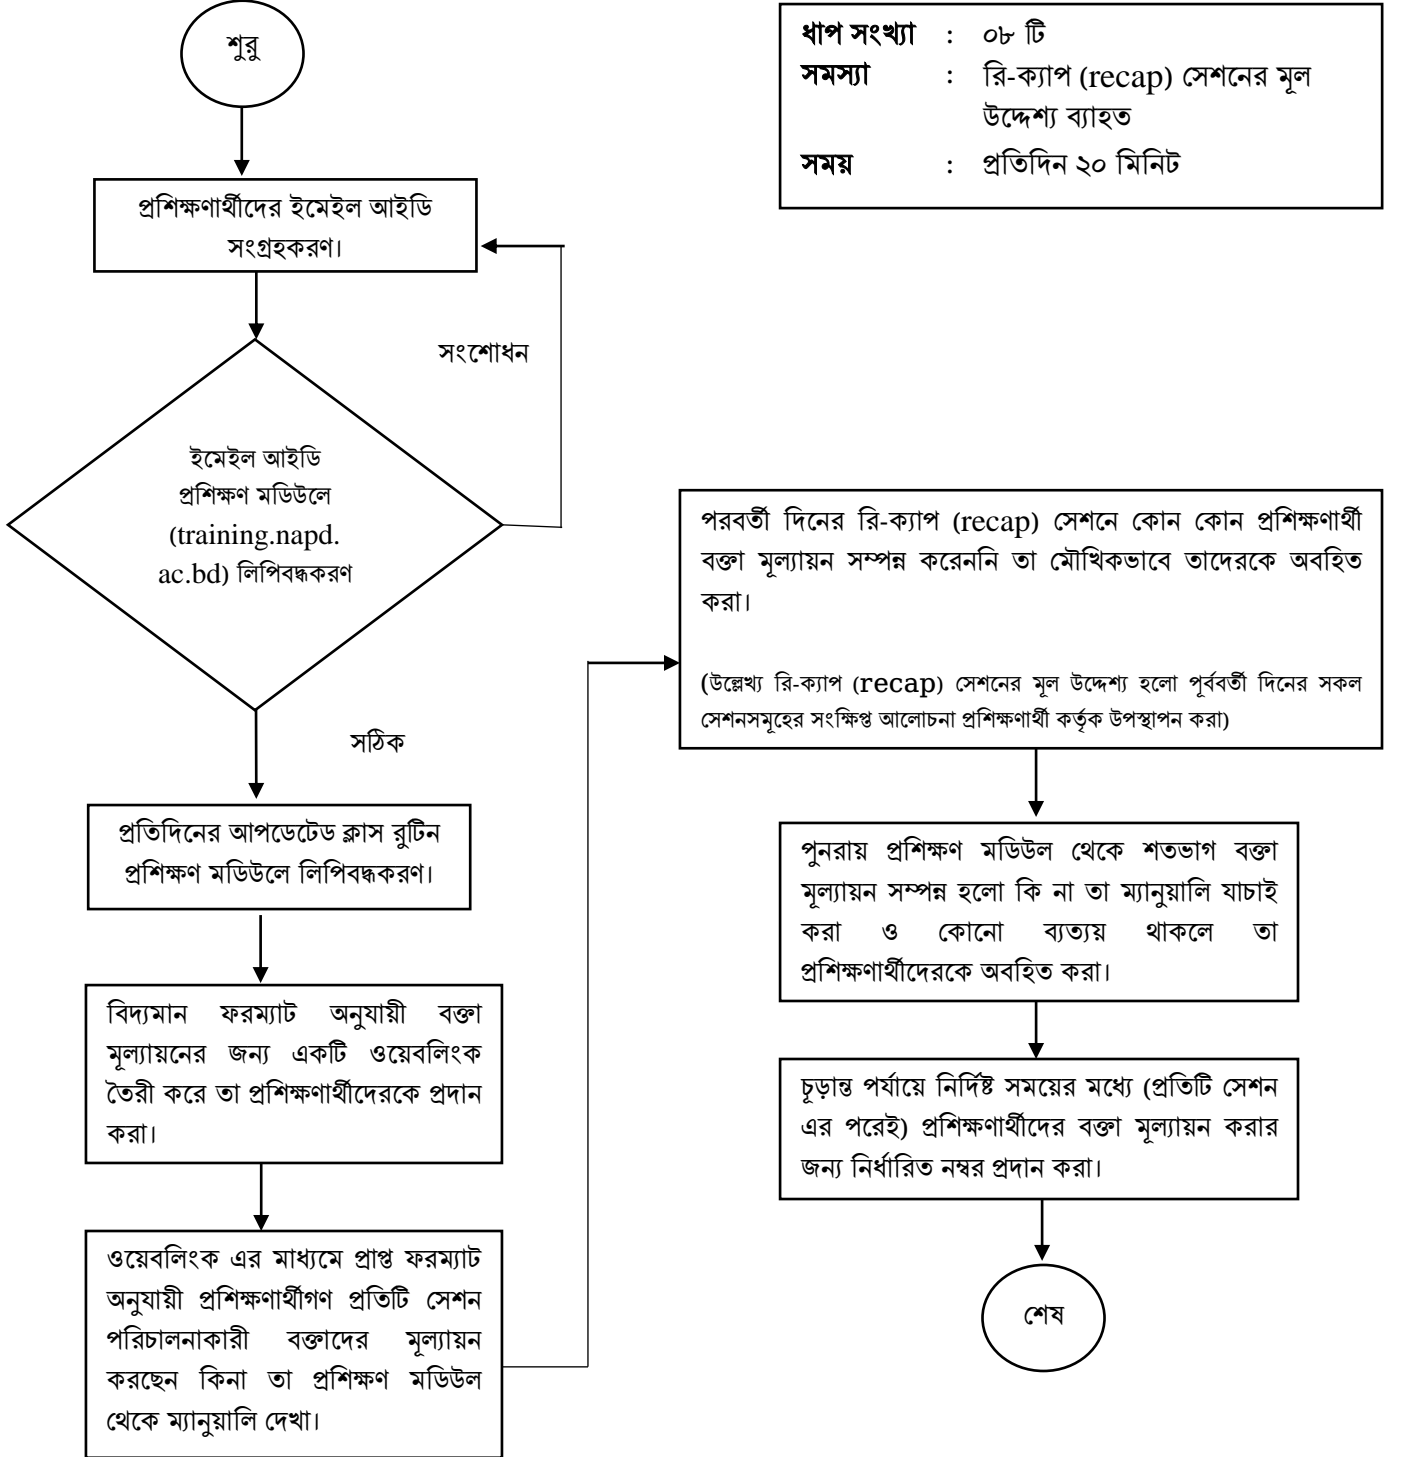 শুরু
ধাপ সংখ্যা : ০৮ টি
সমস্যা : রি-ক্যাপ (recap) সেশনের মূল
উদ্দেশ্য ব্যাহত
সময় : প্রতিদিন ২০ মিনিট
প্রশিক্ষণার্থীদের ইমেইল আইডি
সংগ্রহকরণ।
সংশোধন
ইমেইল আইডি
প্রশিক্ষণ মডিউলে
(training.napd.
ac.bd) লিপিবদ্ধকরণ
সঠিক
প্রতিদিনের আপডেটেড ক্লাস রুটিন
প্রশিক্ষণ মডিউলে লিপিবদ্ধকরণ।
বিদ্যমান ফরম্যাট অনুযায়ী বক্তা
মূল্যায়নের জন্য একটি ওয়েবলিংক
তৈরী করে তা প্রশিক্ষণার্থীদেরকে প্রদান
করা।
ওয়েবলিংক এর মাধ্যমে প্রাপ্ত ফরম্যাট
অনুযায়ী প্রশিক্ষণার্থীগণ প্রতিটি সেশন
পরিচালনাকারী বক্তাদের মূল্যায়ন
করছেন কিনা তা প্রশিক্ষণ মডিউল
থেকে ম্যানুয়ালি দেখা।
পরবর্তী দিনের রি-ক্যাপ (recap) সেশনে কোন কোন প্রশিক্ষণার্থী
বক্তা মূল্যায়ন সম্পন্ন করেননি তা মৌখিকভাবে তাদেরকে অবহিত
করা।
(উল্লেখ্য রি-ক্যাপ (recap) সেশনের মূল উদ্দেশ্য হলো পূর্ববর্তী দিনের সকল
সেশনসমূহের সংক্ষিপ্ত আলোচনা প্রশিক্ষণার্থী কর্তৃক উপস্থাপন করা)
পুনরায় প্রশিক্ষণ মডিউল থেকে শতভাগ বক্তা
মূল্যায়ন সম্পন্ন হলো কি না তা ম্যানুয়ালি যাচাই
করা ও কোনো ব্যত্যয় থাকলে তা
প্রশিক্ষণার্থীদেরকে অবহিত করা।
চূড়ান্ত পর্যায়ে নির্দিষ্ট সময়ের মধ্যে (প্রতিটি সেশন
এর পরেই) প্রশিক্ষণার্থীদের বক্তা মূল্যায়ন করার
জন্য নির্ধারিত নম্বর প্রদান করা।
শেষ